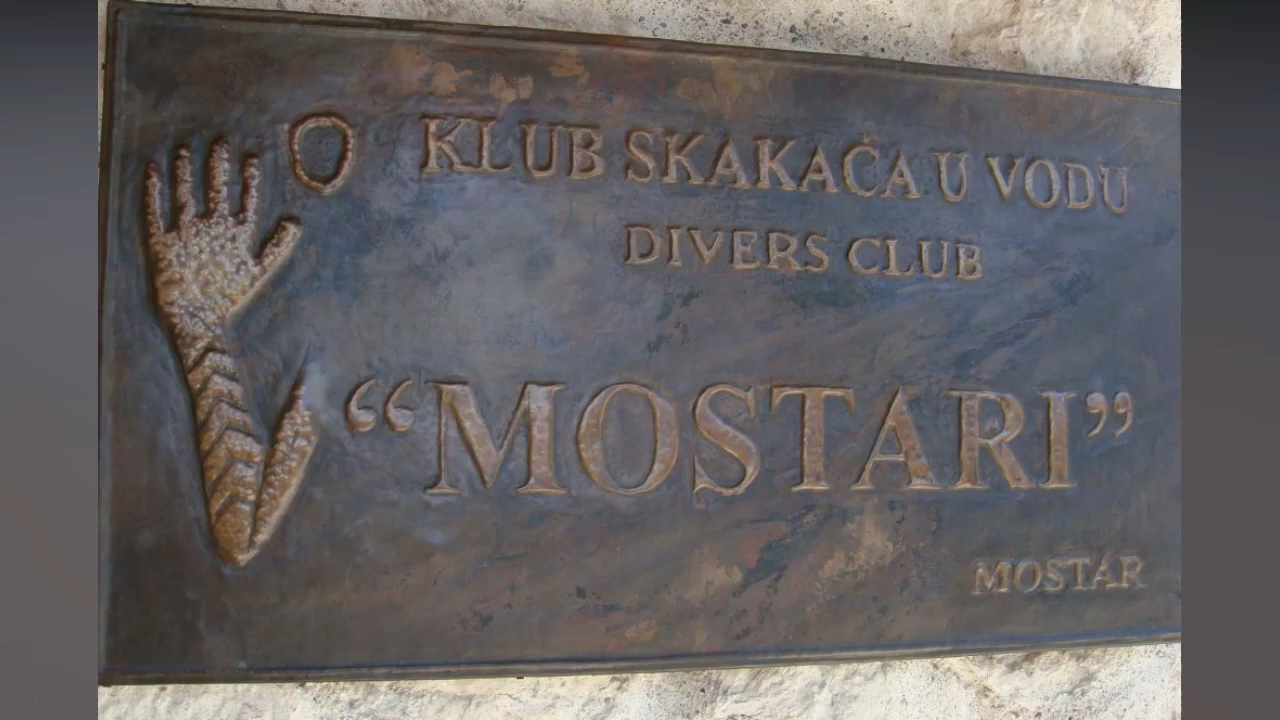 KLUB SKAKAČA U VODU
DIVERS CLUB
“MOSTARI”
MOSTAR